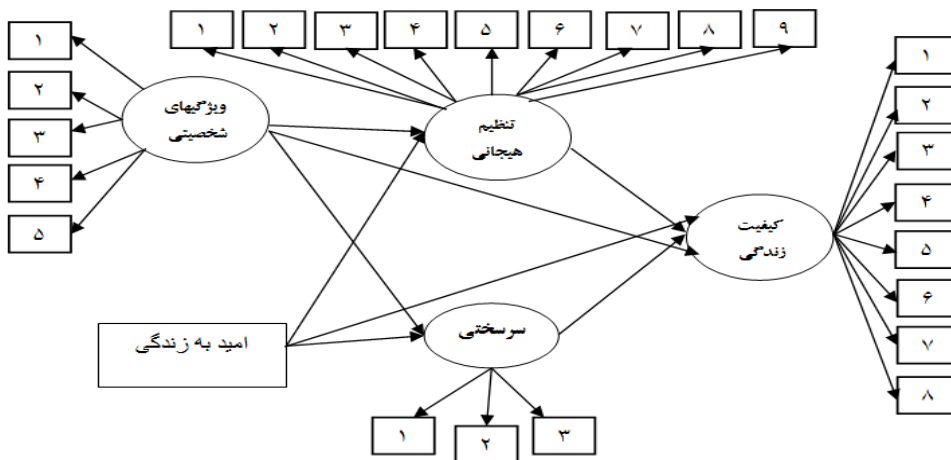 ۱ ۲ ۳ ۴ ۵ ۶ ۷ ۸ ۹
۱
۲
۳
۴
۵
ویژگیهای
شخصیتی
تنظیم
هیجانی
کیفیت
زندگی
۱
۲
۳
۴
۵
۶
۷
۸
امید به زندگی
سرسختی
۱ ۲ ۳